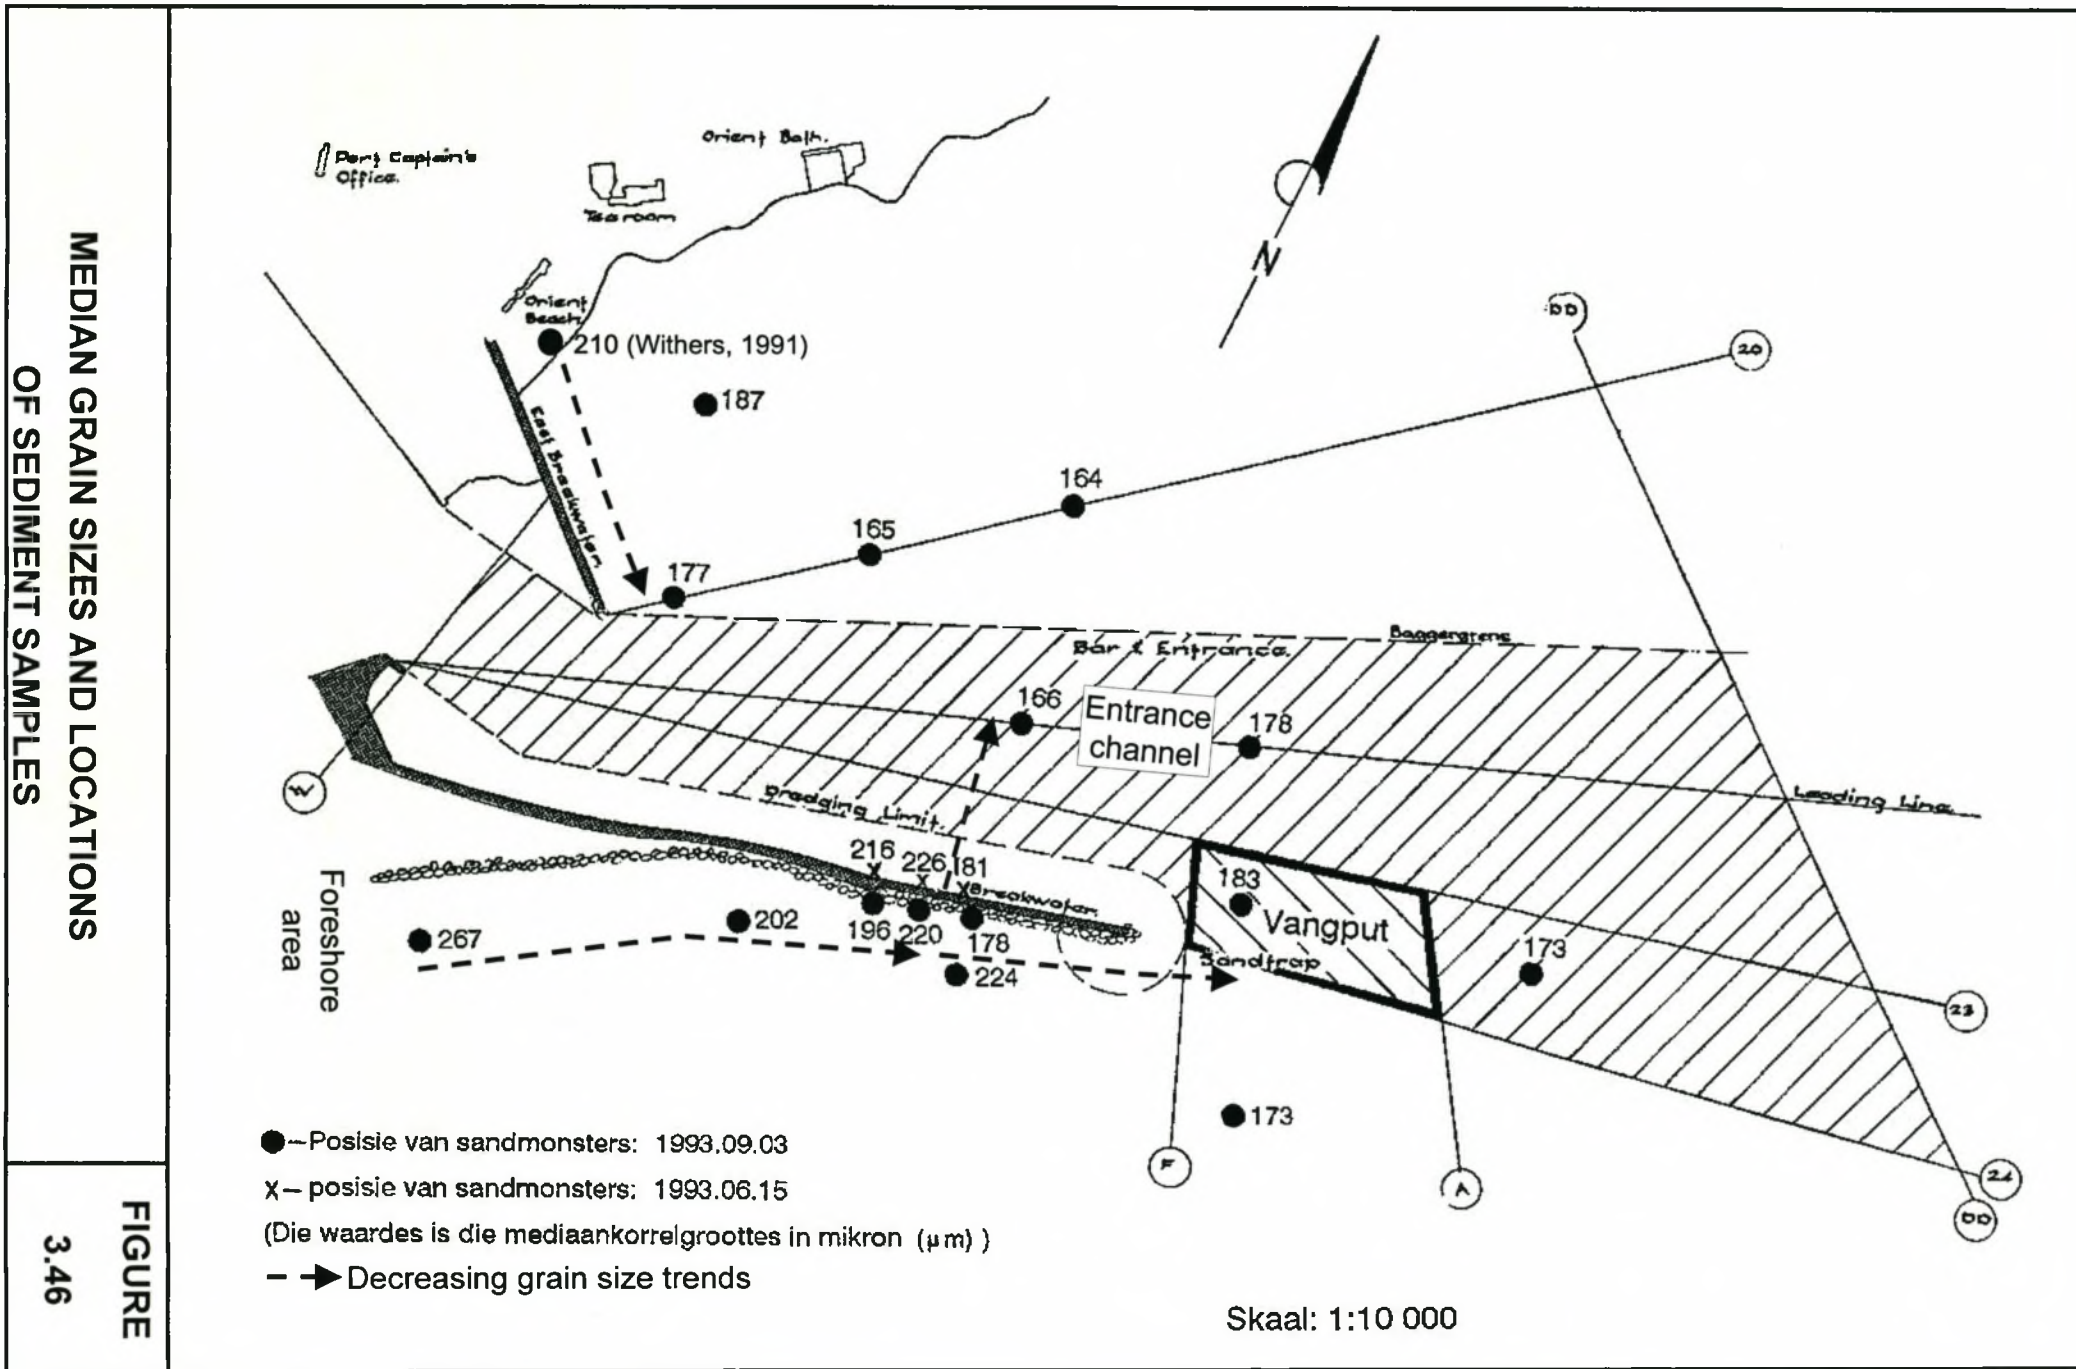 MEDIAN GRAIN SIZES AND LOCATIONS
OF SEDIMENT SAMPLES
FIGURE
3.46
Port Captain's
Office.
Orient Bath.
Tea room
Orient
Beach.
210 (Withers, 1991)
187
East Breakwater.
N
DD
20
164
165
177
Baggergrens
Bar & Entrance.
166
Entrance
channel
178
Leading Line.
W
Dredging Limit.
216
226
181
Breakwater.
183
Vangput
Sandtrap
173
23
Foreshore
area
267
202
196
220
178
224
173
F
A
24
DD
●–Posisie van sandmonsters: 1993.09.03
x– posisie van sandmonsters: 1993.06.15
(Die waardes is die mediaankorrelgroottes in mikron (μm) )
Decreasing grain size trends
Skaal: 1:10 000